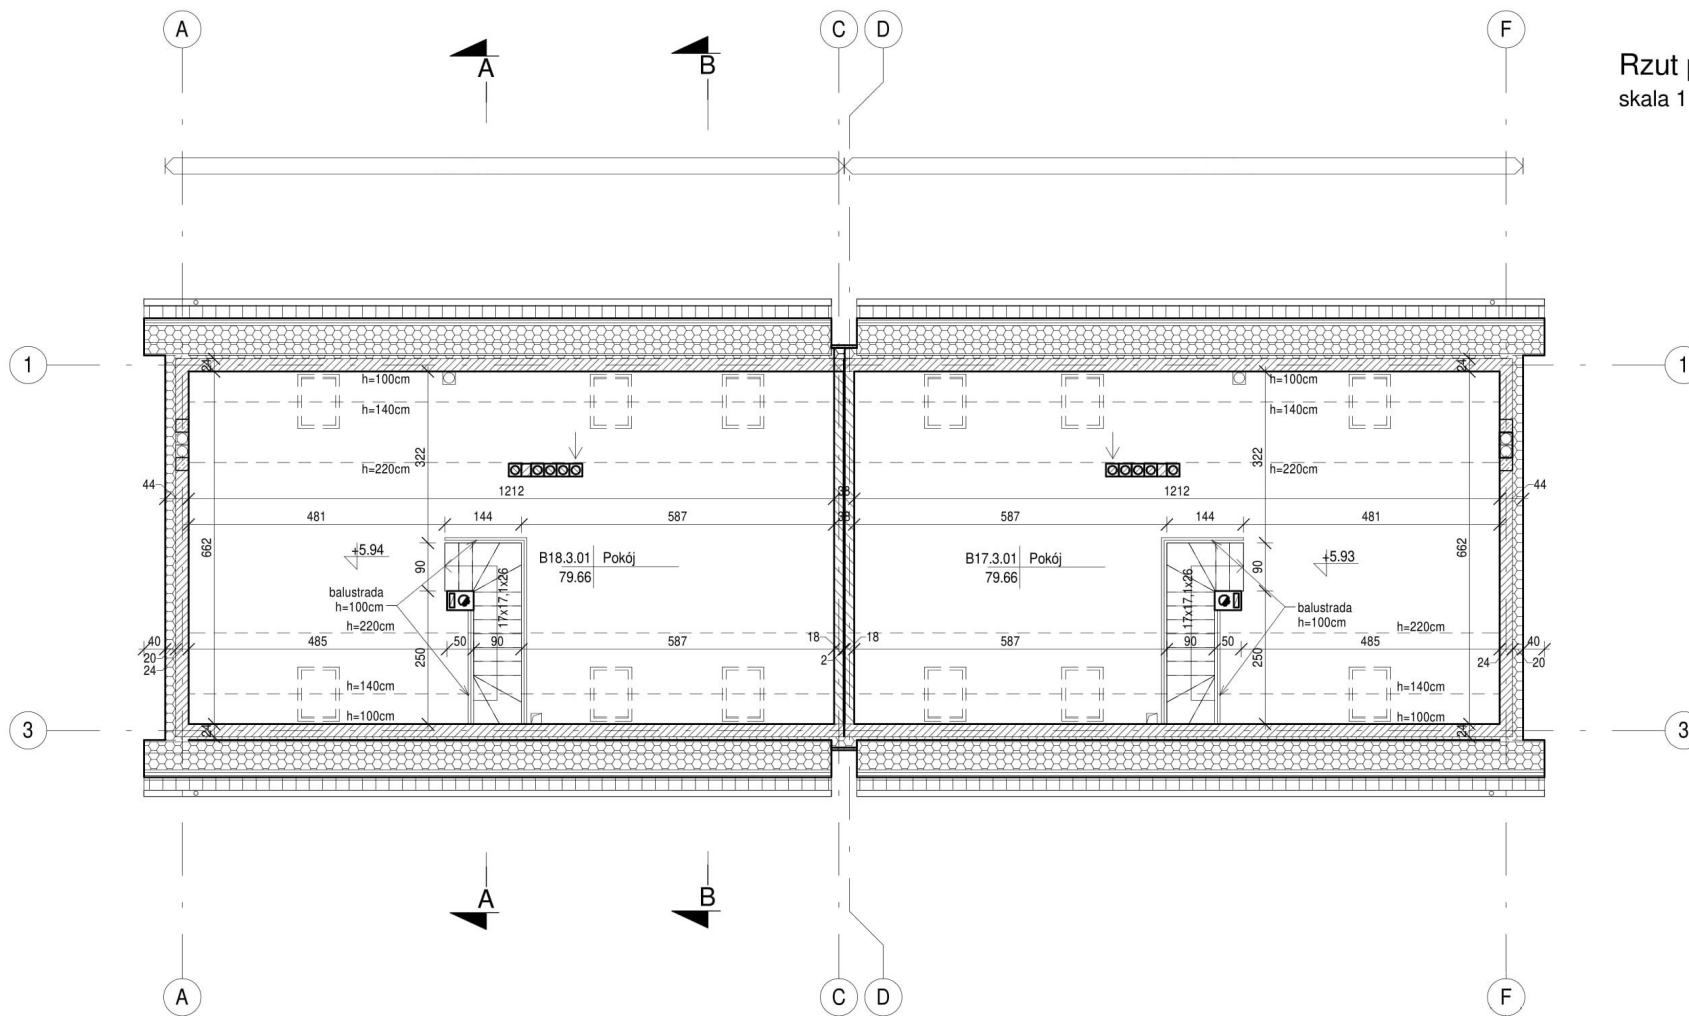 A
C
D
F
A
B
Rzut
skala 1
1
24
h=100cm
h=100cm
24
1
h=140cm
h=140cm
322
322
h=220cm
h=220cm
44
1212
1212
44
481
144
587
587
144
481
662
+5.94
90
17x17,1x26
B18.3.01 Pokój
79.66
B17.3.01 Pokój
79.66
17x17,1x26
90
+5.93
662
balustrada
h=100cm
balustrada
h=100cm
h=220cm
h=220cm
40
485
50
90
587
18
18
587
90
50
485
40
20
24
250
2
250
24
20
h=140cm
h=140cm
h=100cm
h=100cm
3
24
24
3
A
B
A
C
D
F